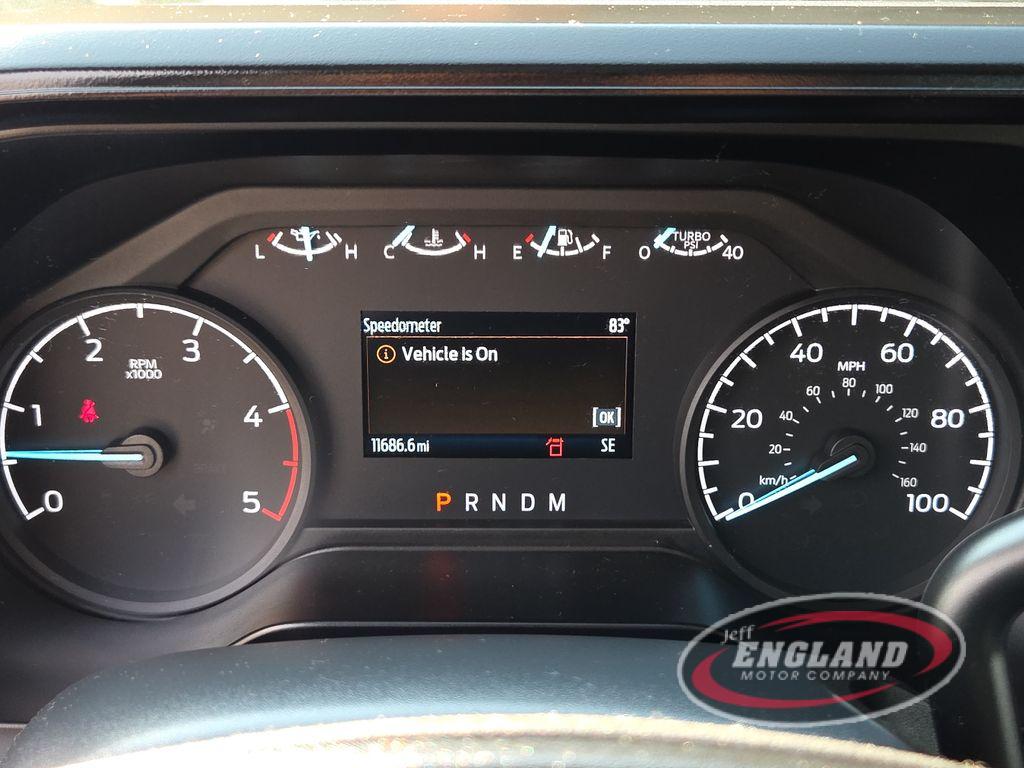 L H C H E F 0 TURBO PSI 40
Speedometer 83°
Vehicle Is On
[OK]
11686.6 mi SE
P R N D M
0 1 2 3 4 5
RPM
x1000
0 20 40 60 80 100
MPH
20 40 60 80 100 120 140 160
km/h
Jeff
ENGLAND
MOTOR COMPANY